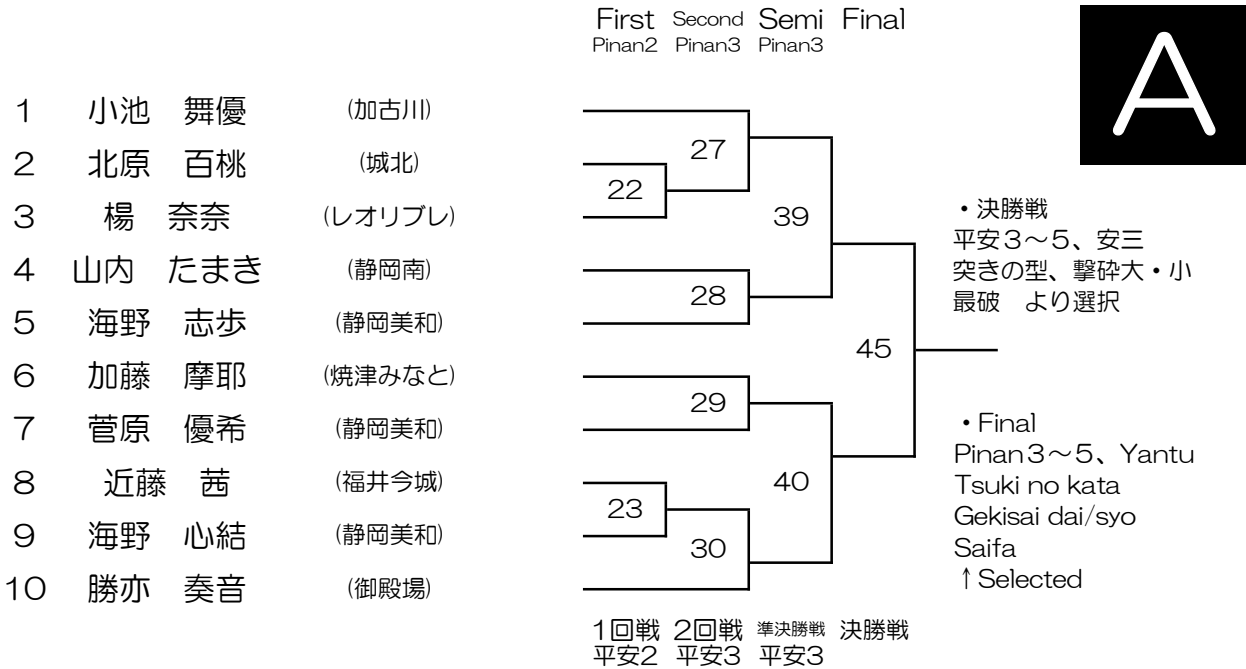 First Second Semi Final
Pinan2 Pinan3 Pinan3
A
1 小池 舞優 (加古川)
2 北原 百桃 (城北)
3 楊 奈奈 (レオリブレ)
4 山内 たまき (静岡南)
5 海野 志歩 (静岡美和)
6 加藤 摩耶 (焼津みなと)
7 菅原 優希 (静岡美和)
8 近藤 茜 (福井今城)
9 海野 心結 (静岡美和)
10 勝亦 奏音 (御殿場)
27
22
39
28
45
29
40
23
30
・決勝戦
平安3～5、安三
突きの型、撃砕大・小
最破 より選択
・Final
Pinan3～5、Yantu
Tsuki no kata
Gekisai dai/syo
Saifa
↑Selected
1回戦 2回戦 準決勝戦 決勝戦
平安2 平安3 平安3